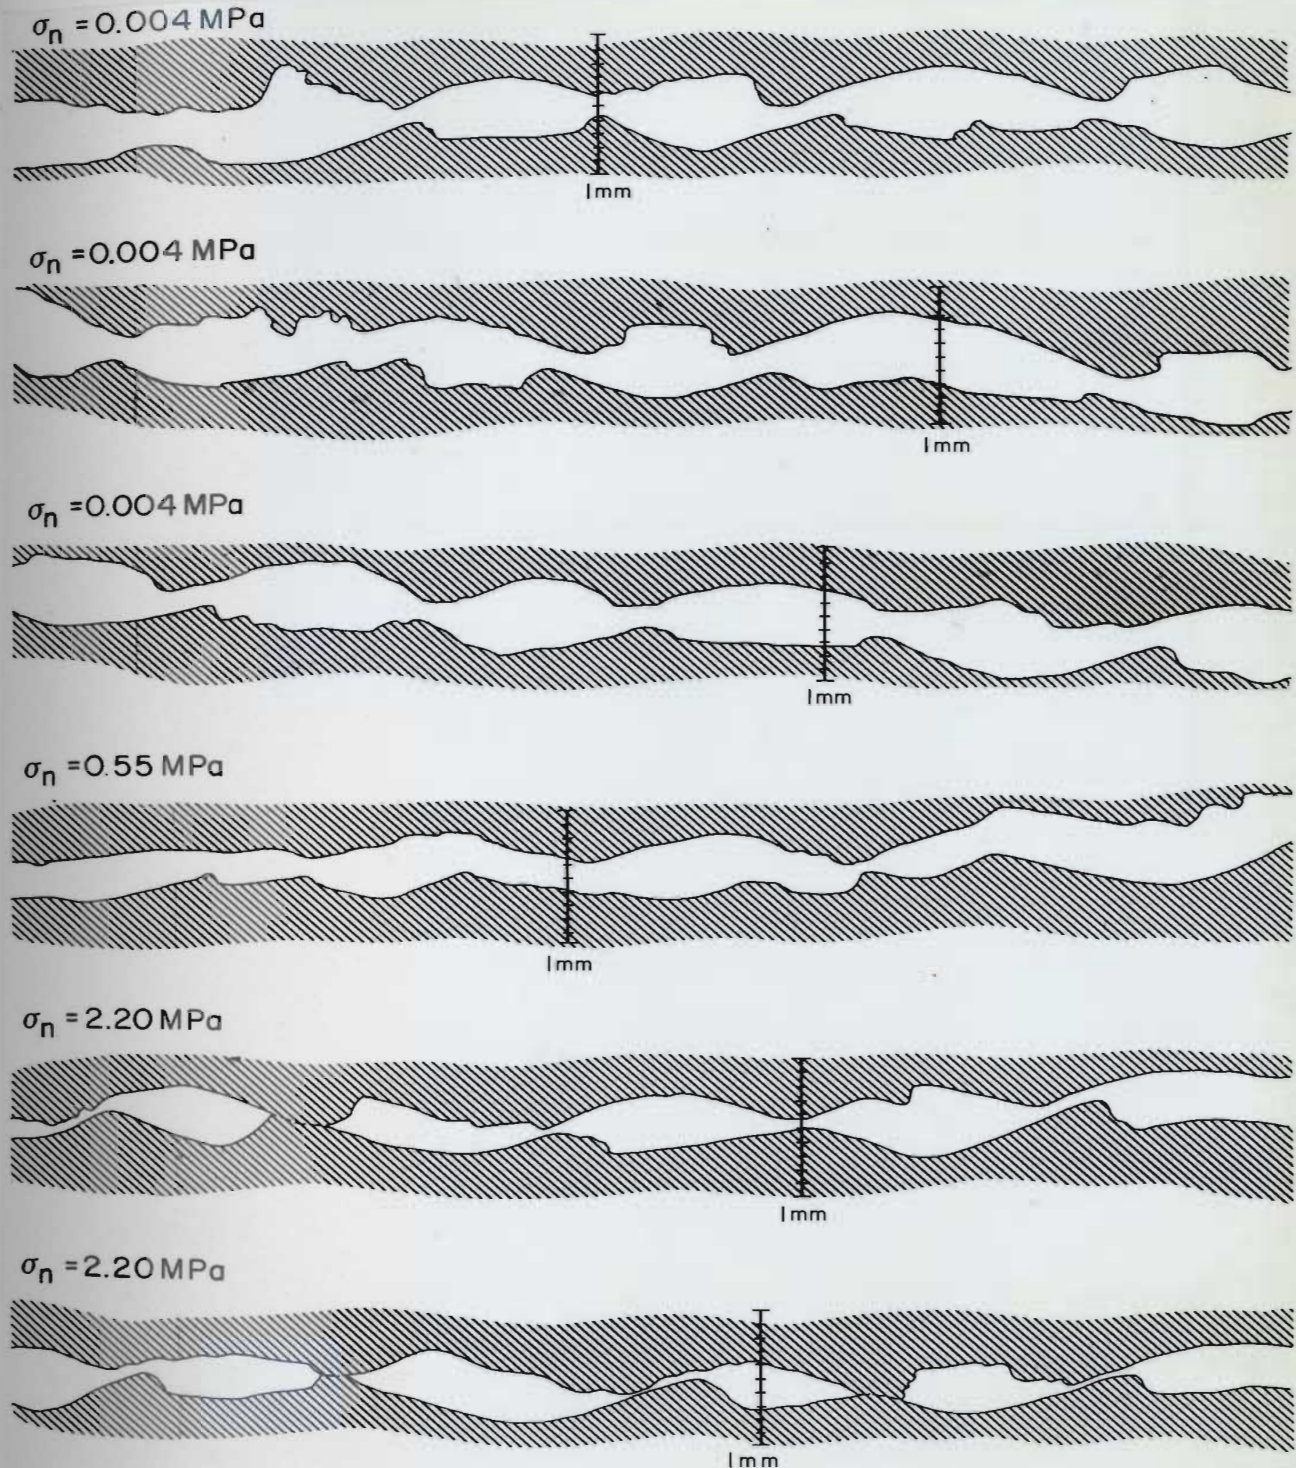 σn = 0.004 MPa
1mm
σn = 0.004 MPa
1mm
σn = 0.004 MPa
1mm
σn = 0.55 MPa
1mm
σn = 2.20 MPa
1mm
σn = 2.20 MPa
1mm